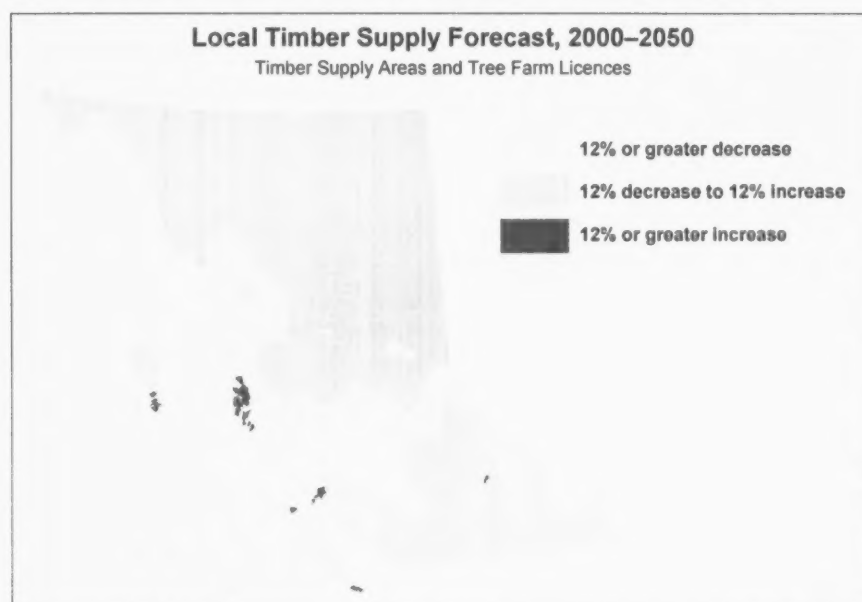 Local Timber Supply Forecast, 2000–2050
Timber Supply Areas and Tree Farm Licences
12% or greater decrease
12% decrease to 12% increase
12% or greater increase